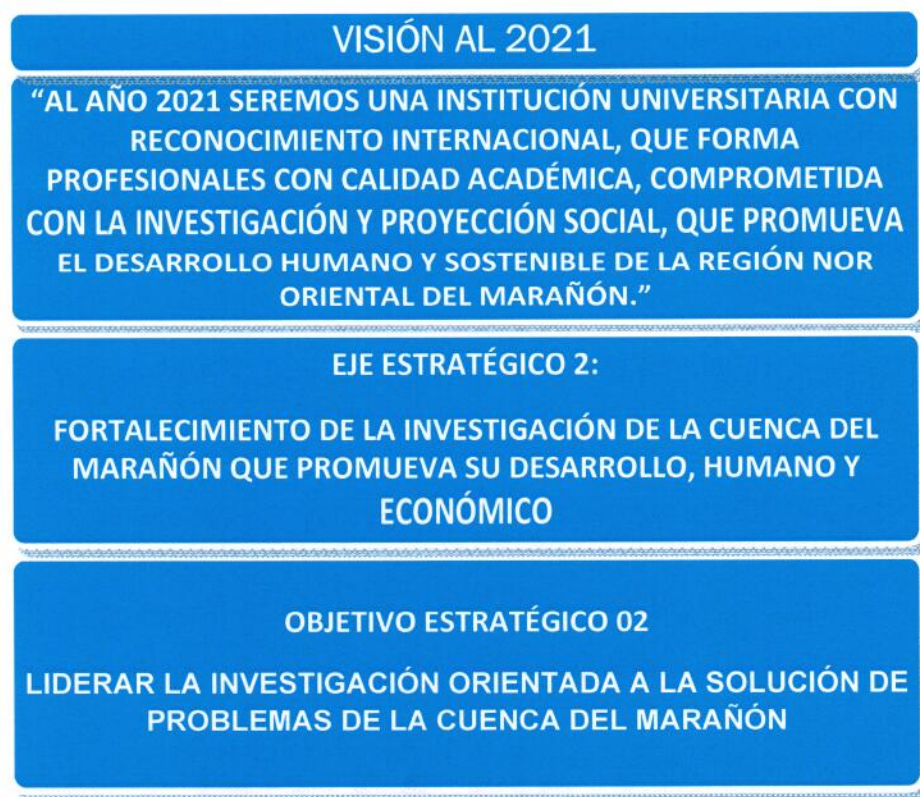 VISIÓN AL 2021
“AL AÑO 2021 SEREMOS UNA INSTITUCIÓN UNIVERSITARIA CON
RECONOCIMIENTO INTERNACIONAL, QUE FORMA
PROFESIONALES CON CALIDAD ACADÉMICA, COMPROMETIDA
CON LA INVESTIGACIÓN Y PROYECCIÓN SOCIAL, QUE PROMUEVA
EL DESARROLLO HUMANO Y SOSTENIBLE DE LA REGIÓN NOR
ORIENTAL DEL MARAÑÓN.”
EJE ESTRATÉGICO 2:
FORTALECIMIENTO DE LA INVESTIGACIÓN DE LA CUENCA DEL
MARAÑÓN QUE PROMUEVA SU DESARROLLO, HUMANO Y
ECONÓMICO
OBJETIVO ESTRATÉGICO 02
LIDERAR LA INVESTIGACIÓN ORIENTADA A LA SOLUCIÓN DE
PROBLEMAS DE LA CUENCA DEL MARAÑÓN